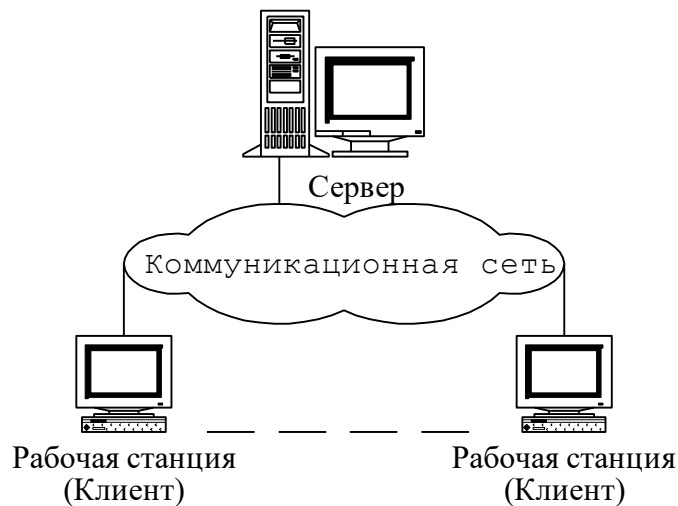 Сервер
Коммуникационная сеть
Рабочая станция
(Клиент)
Рабочая станция
(Клиент)